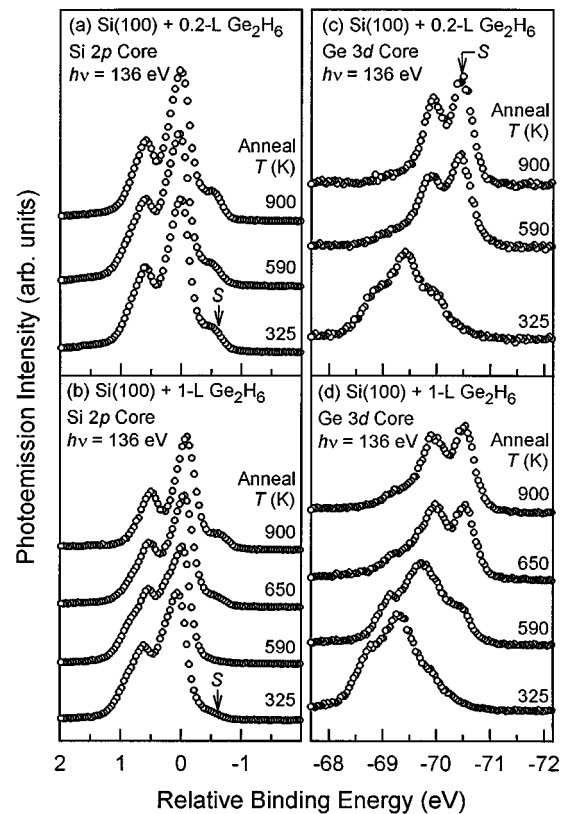 Photoemission Intensity (arb. units)
(a) Si(100) + 0.2-L Ge2H6
Si 2p Core
hν = 136 eV
Anneal
T (K)
900
590
S
325
(b) Si(100) + 1-L Ge2H6
Si 2p Core
hν = 136 eV
Anneal
T (K)
900
650
590
S
325
2 1 0 -1
(c) Si(100) + 0.2-L Ge2H6
Ge 3d Core
hν = 136 eV
S
Anneal
T (K)
900
590
325
(d) Si(100) + 1-L Ge2H6
Ge 3d Core
hν = 136 eV
Anneal
T (K)
900
650
590
325
-68 -69 -70 -71 -72
Relative Binding Energy (eV)